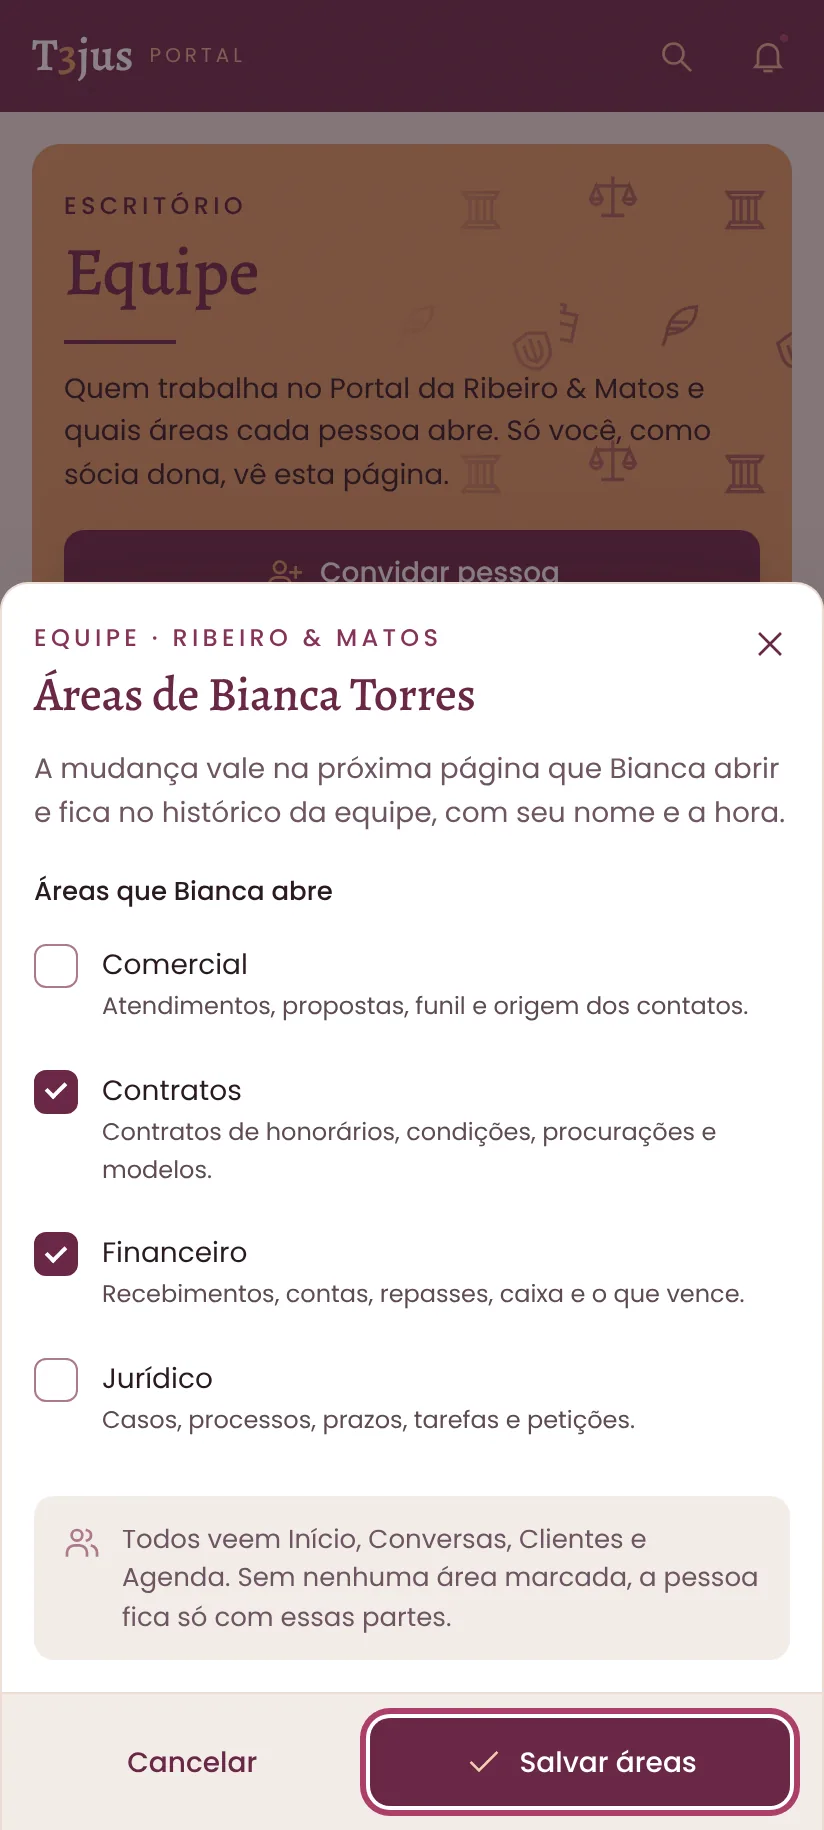 T3jus PORTAL
ESCRITÓRIO
Equipe
Quem trabalha no Portal da Ribeiro & Matos e
quais áreas cada pessoa abre. Só você, como
sócia dona, vê esta página.
Convidar pessoa
EQUIPE · RIBEIRO & MATOS
Áreas de Bianca Torres
A mudança vale na próxima página que Bianca abrir
e fica no histórico da equipe, com seu nome e a hora.
Áreas que Bianca abre
Comercial
Atendimentos, propostas, funil e origem dos contatos.
Contratos
Contratos de honorários, condições, procurações e
modelos.
Financeiro
Recebimentos, contas, repasses, caixa e o que vence.
Jurídico
Casos, processos, prazos, tarefas e petições.
Todos veem Início, Conversas, Clientes e
Agenda. Sem nenhuma área marcada, a pessoa
fica só com essas partes.
Cancelar
Salvar áreas